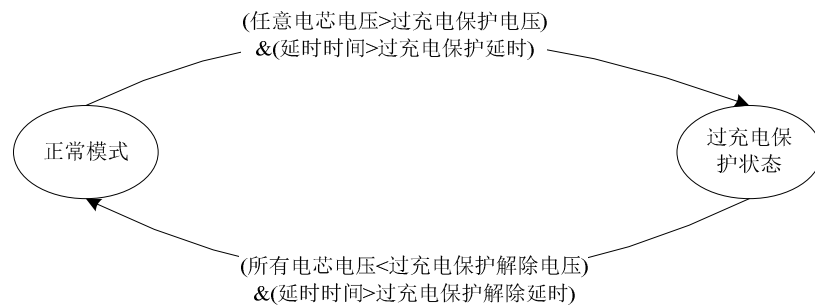 (任意电芯电压>过充电保护电压)
&(延时时间>过充电保护延时)
正常模式
过充电保
护状态
(所有电芯电压<过充电保护解除电压)
&(延时时间>过充电保护解除延时)